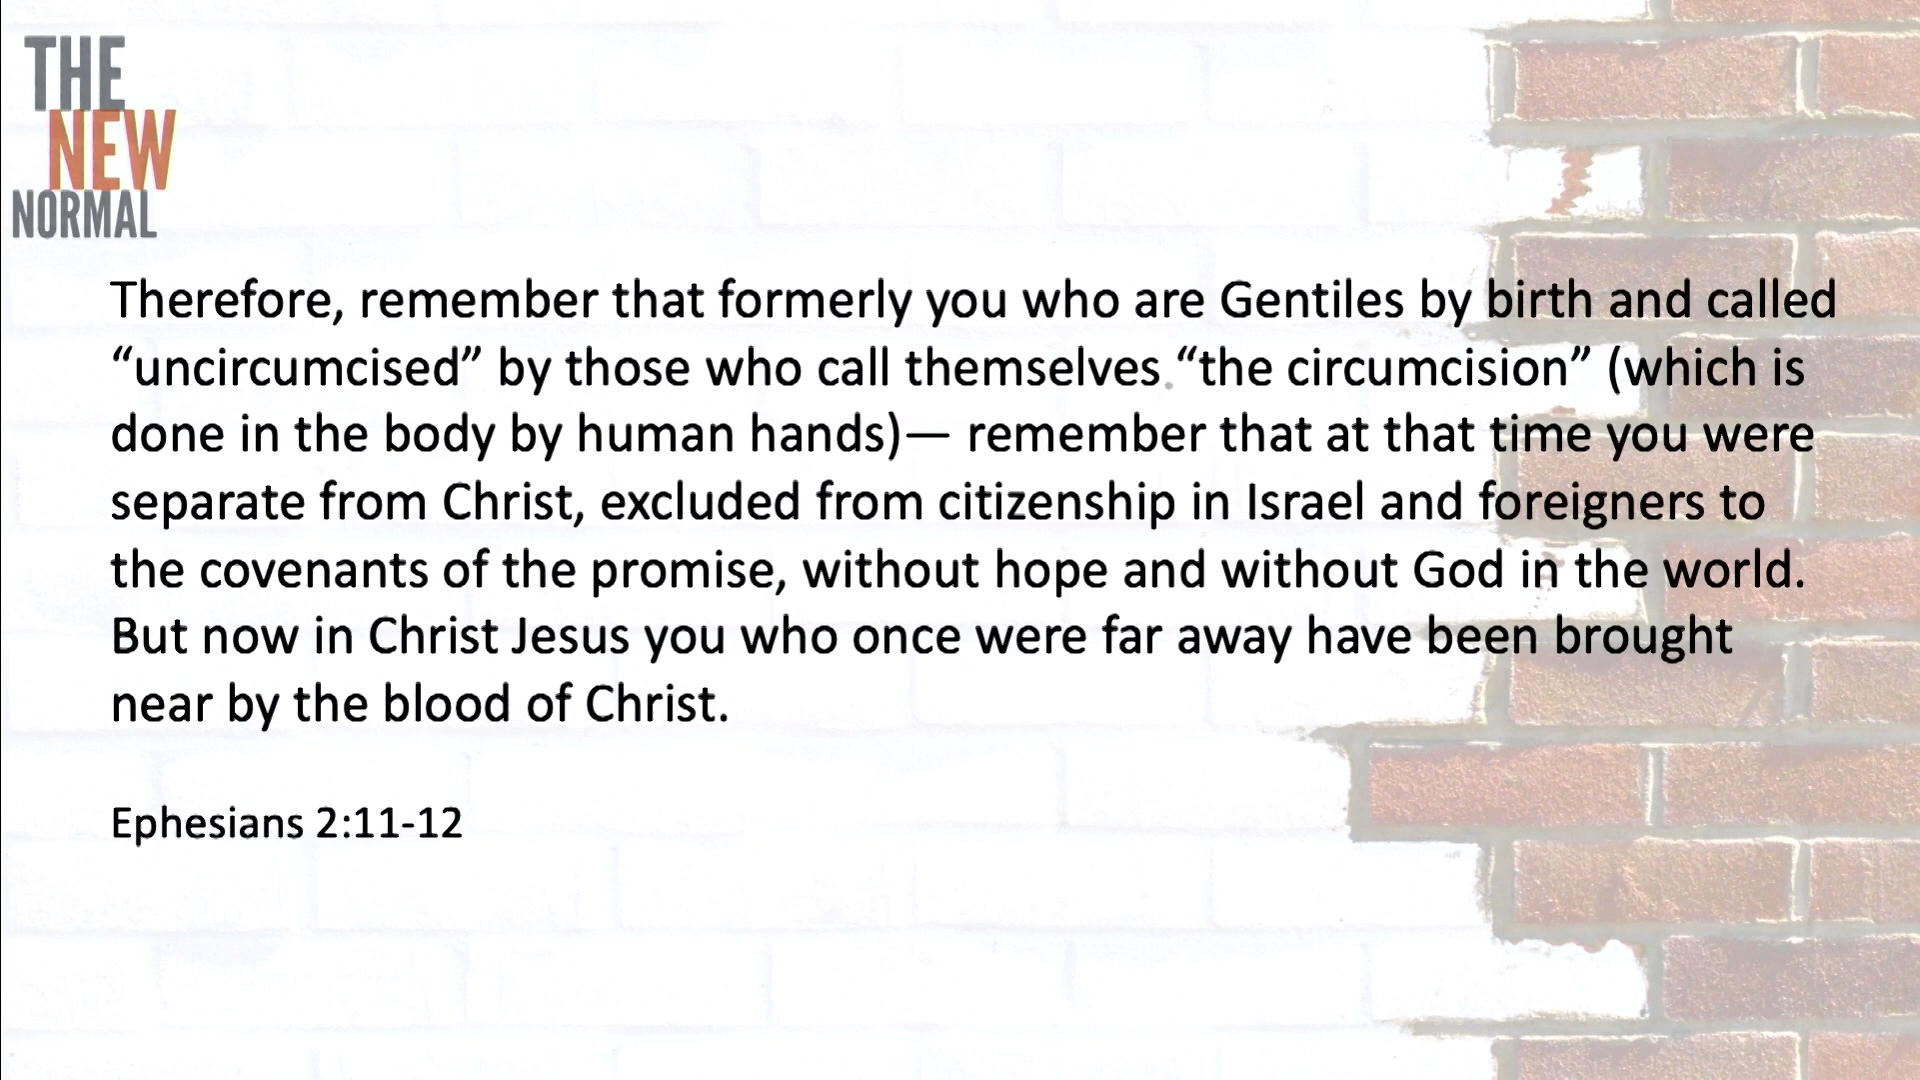 THE
NEW
NORMAL
Therefore, remember that formerly you who are Gentiles by birth and called
“uncircumcised” by those who call themselves “the circumcision” (which is
done in the body by human hands)— remember that at that time you were
separate from Christ, excluded from citizenship in Israel and foreigners to
the covenants of the promise, without hope and without God in the world.
But now in Christ Jesus you who once were far away have been brought
near by the blood of Christ.
Ephesians 2:11-12